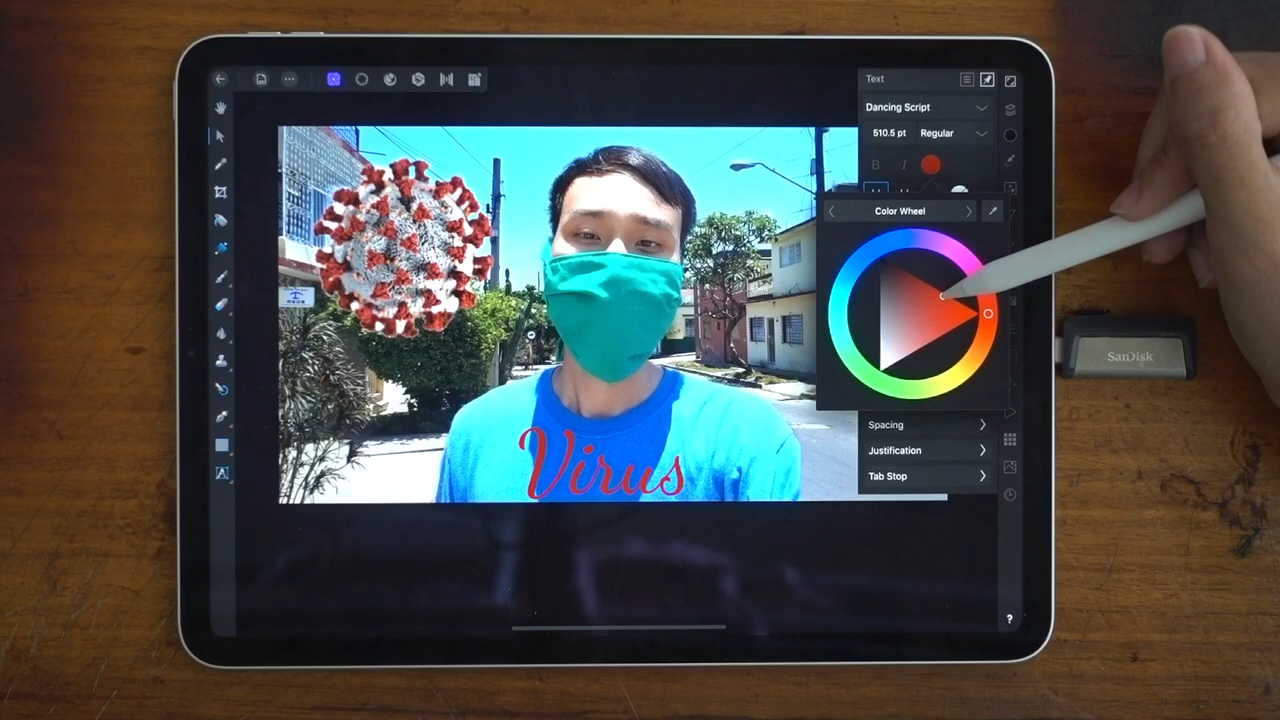 Text
Dancing Script
510.5 pt Regular
B I
Color Wheel
SanDisk
Spacing
Justification
Tab Stop
Virus
A
?